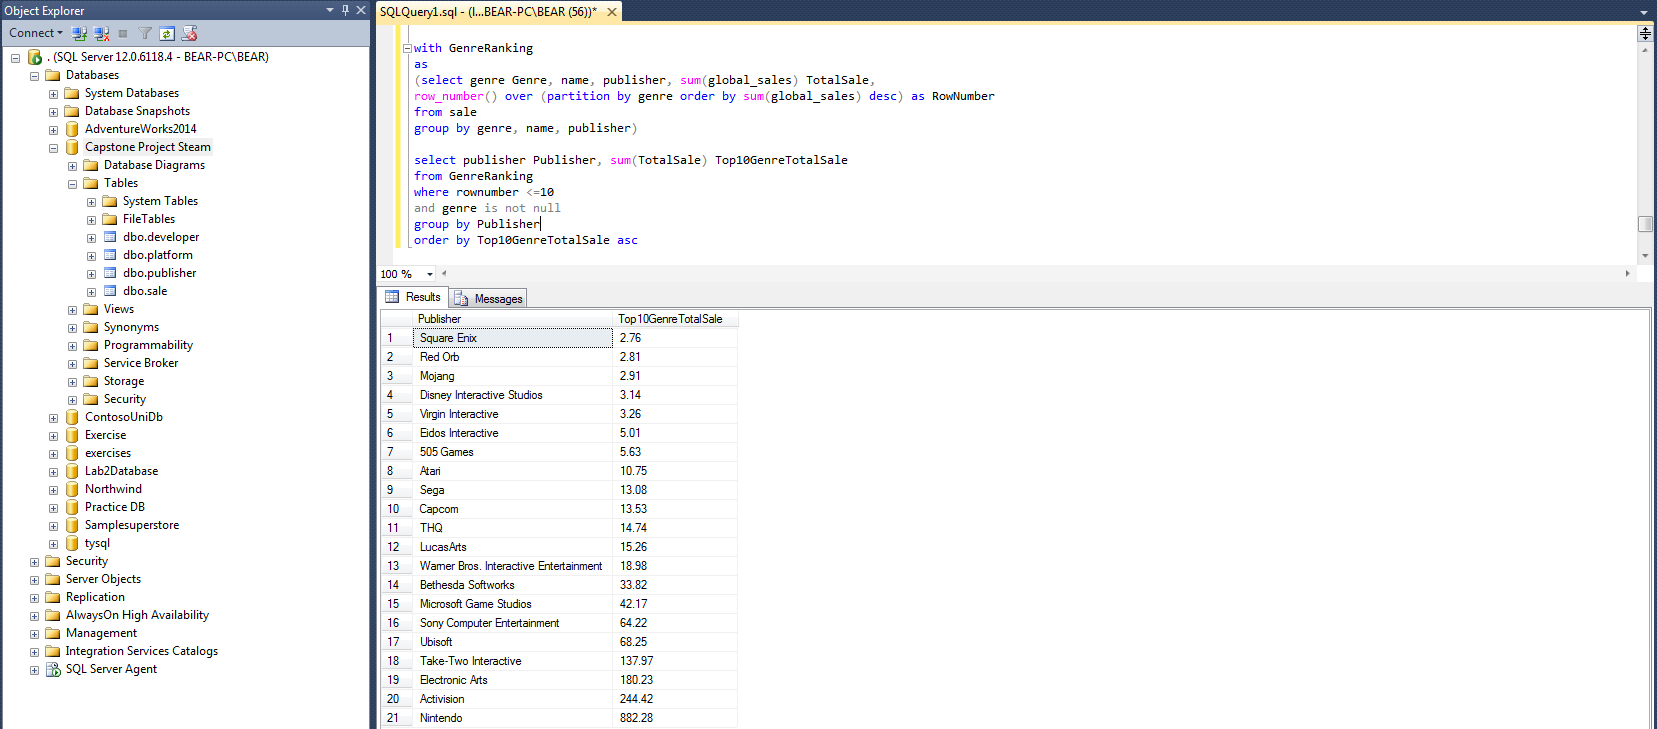 Object Explorer
Connect
. (SQL Server 12.0.6118.4 - BEAR-PC\BEAR)
Databases
System Databases
Database Snapshots
AdventureWorks2014
Capstone Project Steam
Database Diagrams
Tables
System Tables
FileTables
dbo.developer
dbo.platform
dbo.publisher
dbo.sale
Views
Synonyms
Programmability
Service Broker
Storage
Security
ContosoUniDb
Exercise
exercises
Lab2Database
Northwind
Practice DB
Samplesuperstore
tysql
Security
Server Objects
Replication
AlwaysOn High Availability
Management
Integration Services Catalogs
SQL Server Agent
SQLQuery1.sql - (l...BEAR-PC\BEAR (56))*
with GenreRanking
as
(select genre Genre, name, publisher, sum(global_sales) TotalSale,
row_number() over (partition by genre order by sum(global_sales) desc) as RowNumber
from sale
group by genre, name, publisher)
select publisher Publisher, sum(TotalSale) Top10GenreTotalSale
from GenreRanking
where rownumber <=10
and genre is not null
group by Publisher
order by Top10GenreTotalSale asc
100 %
Results Messages
Publisher Top10GenreTotalSale
1 Square Enix 2.76
2 Red Orb 2.81
3 Mojang 2.91
4 Disney Interactive Studios 3.14
5 Virgin Interactive 3.26
6 Eidos Interactive 5.01
7 505 Games 5.63
8 Atari 10.75
9 Sega 13.08
10 Capcom 13.53
11 THQ 14.74
12 LucasArts 15.26
13 Warner Bros. Interactive Entertainment 18.98
14 Bethesda Softworks 33.82
15 Microsoft Game Studios 42.17
16 Sony Computer Entertainment 64.22
17 Ubisoft 68.25
18 Take-Two Interactive 137.97
19 Electronic Arts 180.23
20 Activision 244.42
21 Nintendo 882.28